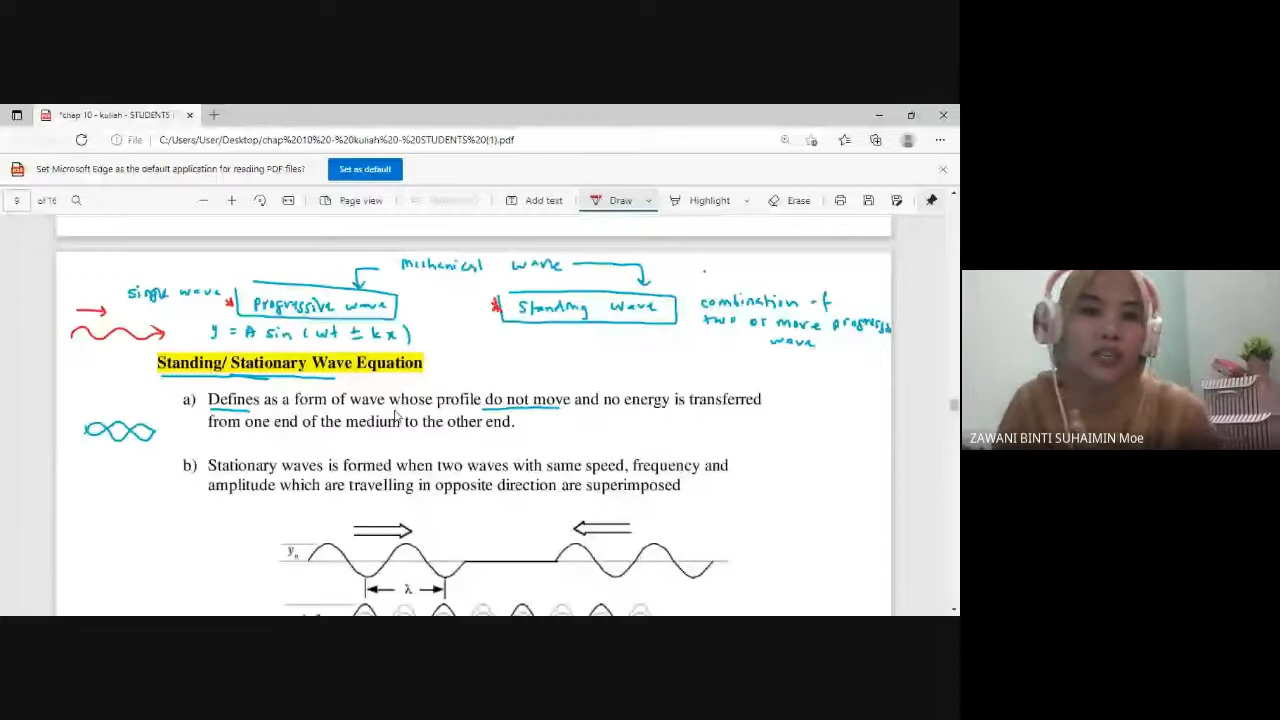 *chap 10 - kuliah - STUDENTS
File
C:/Users/User/Desktop/chap%2010%20-%20kuliah%20-%20STUDENTS%20(1).pdf
Set Microsoft Edge as the default application for reading PDF files?
Set as default
9 of 16
Page view
Add text
Draw
Highlight
Erase
mechanical wave
single wave
Progressive wave
Standing wave
combination of
two or more progressive
wave
y = A sin (wt ± kx)
Standing/ Stationary Wave Equation
a) Defines as a form of wave whose profile do not move and no energy is transferred
from one end of the medium to the other end.
b) Stationary waves is formed when two waves with same speed, frequency and
amplitude which are travelling in opposite direction are superimposed
λ
ZAWANI BINTI SUHAIMIN Moe